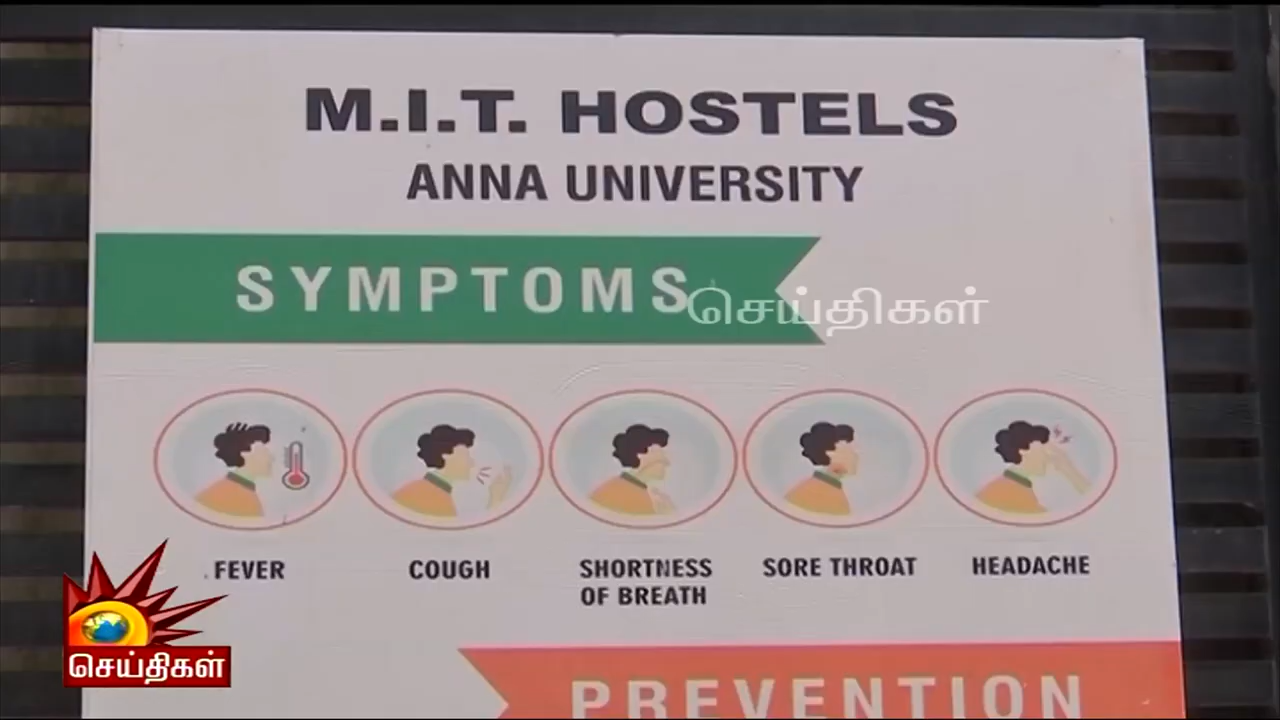 M.I.T. HOSTELS
ANNA UNIVERSITY
SYMPTOMS
செய்திகள்
FEVER
COUGH
SHORTNESS
OF BREATH
SORE THROAT
HEADACHE
செய்திகள்
PREVENTION